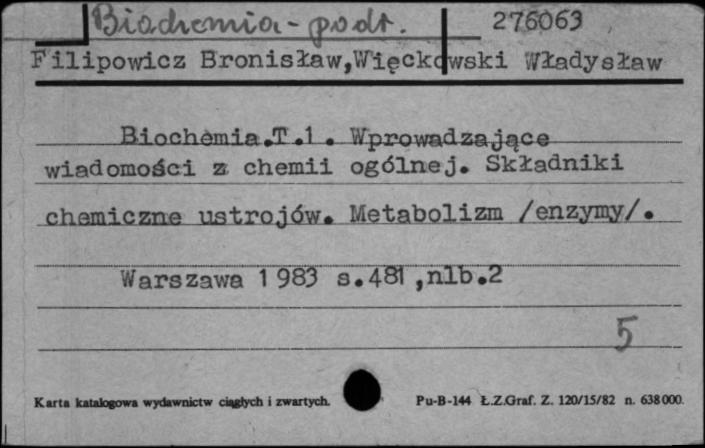 Biochemia - podr. 276063
Filipowicz Bronisław,Więckowski Władysław
Biochemia.T.1. Wprowadzające
wiadomości z chemii ogólnej. Składniki
chemiczne ustrojów. Metabolizm /enzymy/.
Warszawa 1983 s.481,nlb.2
5
Karta katalogowa wydawnictw ciągłych i zwartych. Pu-B-144 Ł.Z.Graf. Z. 120/15/82 n. 638000.